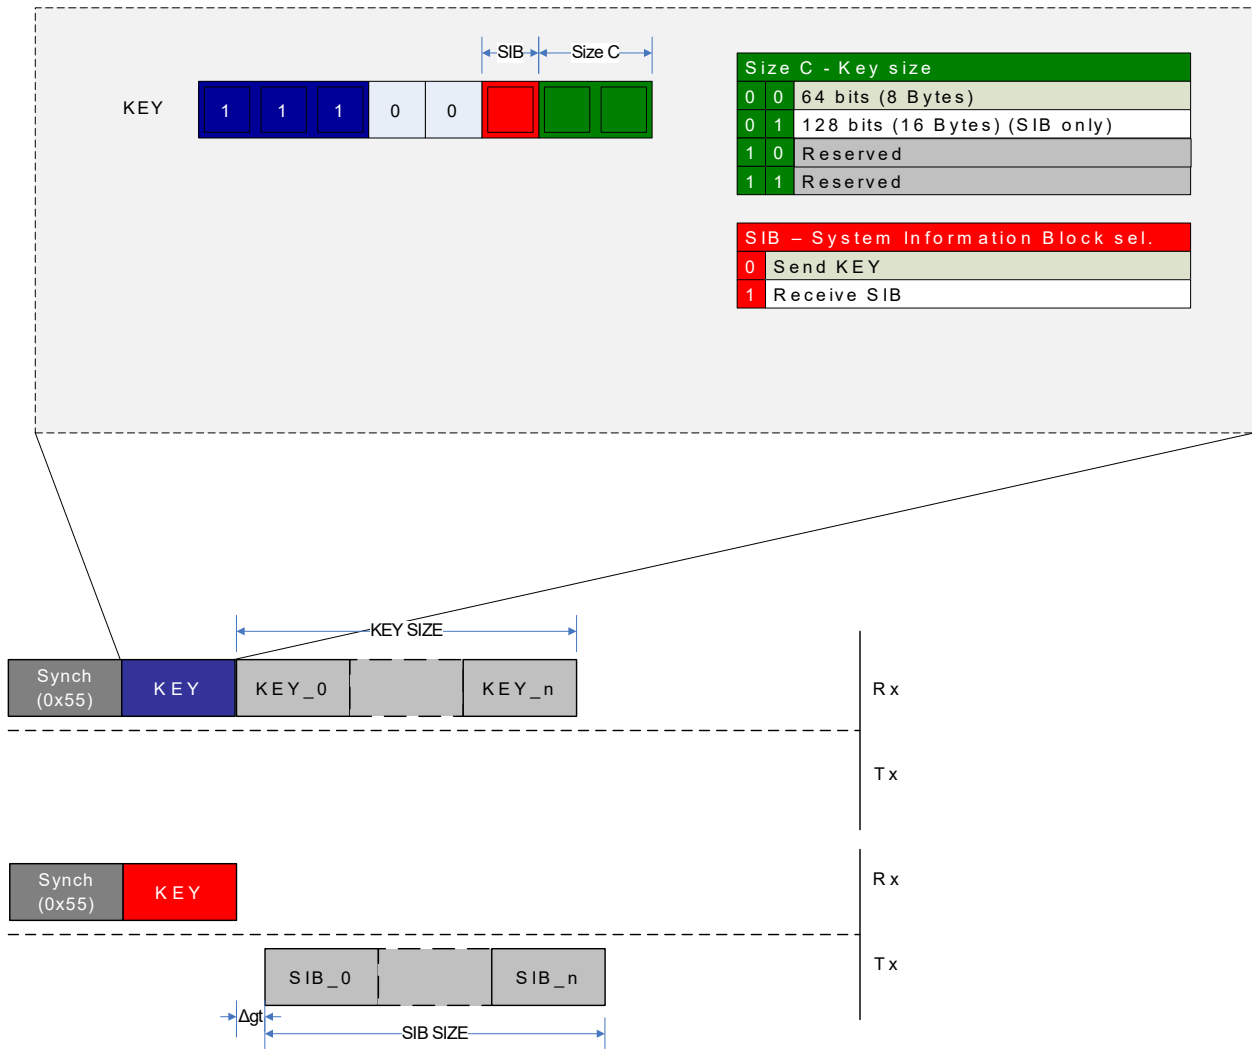 SIB Size C
KEY 1 1 1 0 0
Size C - Key size
0 0 64 bits (8 Bytes)
0 1 128 bits (16 Bytes) (SIB only)
1 0 Reserved
1 1 Reserved
SIB – System Information Block sel.
0 Send KEY
1 Receive SIB
KEY SIZE
Synch
(0x55)
KEY KEY_0 KEY_n
Rx
Tx
Synch
(0x55)
KEY
Rx
Tx
SIB_0 SIB_n
Δgt
SIB SIZE